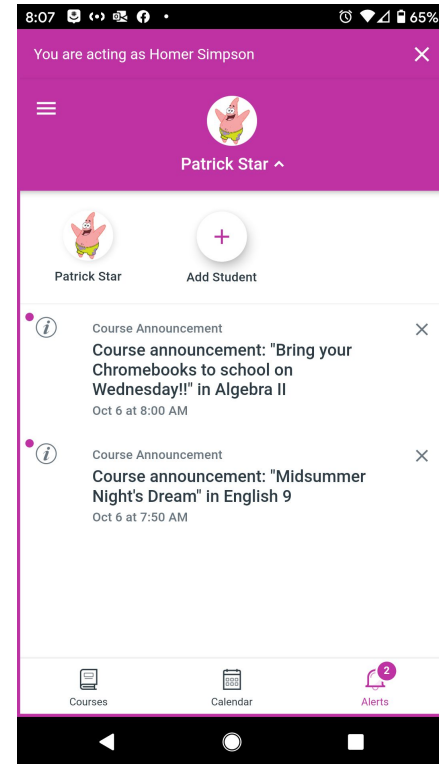 8:07 65%
You are acting as Homer Simpson
Patrick Star
Patrick Star
Add Student
Course Announcement
Course announcement: "Bring your
Chromebooks to school on
Wednesday!!" in Algebra II
Oct 6 at 8:00 AM
Course Announcement
Course announcement: "Midsummer
Night's Dream" in English 9
Oct 6 at 7:50 AM
2
Courses Calendar Alerts